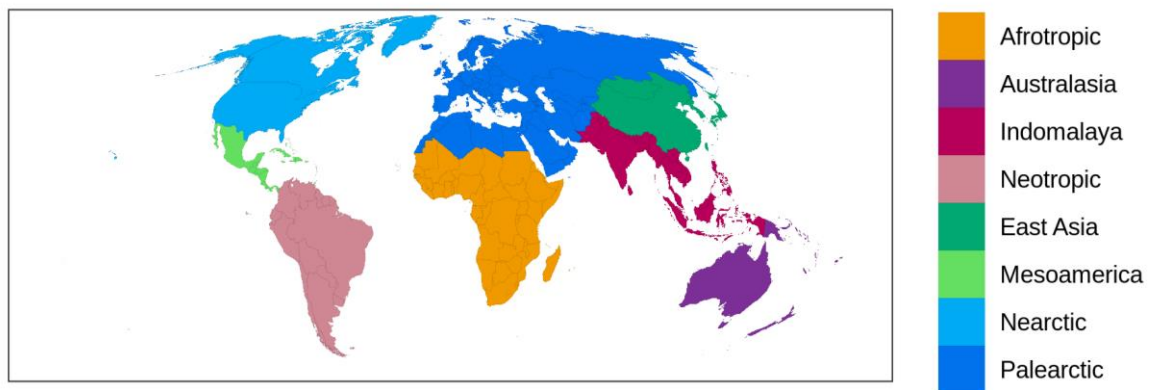 Afrotropic
Australasia
Indomalaya
Neotropic
East Asia
Mesoamerica
Nearctic
Palearctic